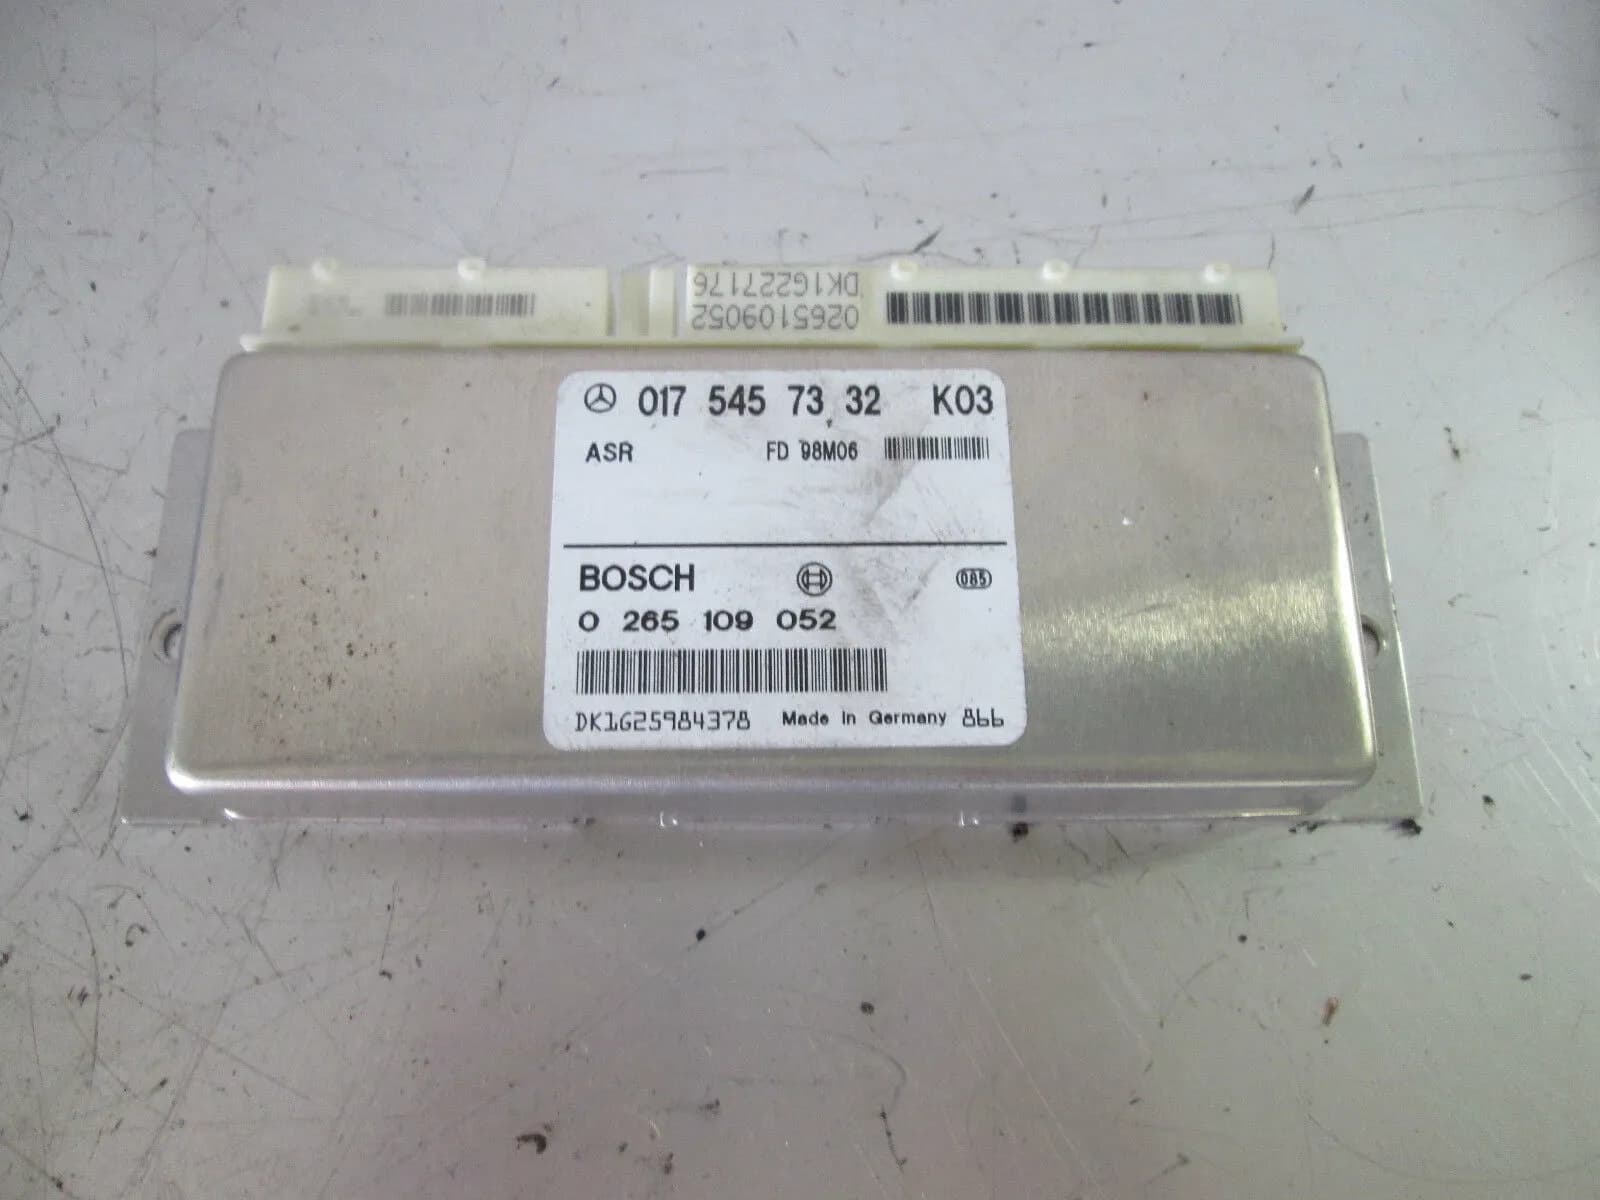 DK1G227176
0265109052
017 545 73 32 K03
ASR FD 98M06
BOSCH 085
0 265 109 052
DK1G25984378 Made in Germany 866